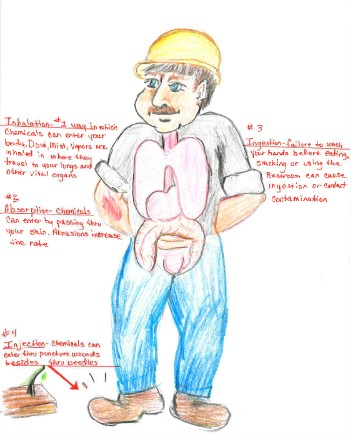 Inhalation- #1 way in which
Chemicals can enter your
body. Dust, Mist, Vapors are
inhaled in where they
travel to your lungs and
other vital organs
#2
Absorption- Chemicals
Can enter by passing thru
your skin. Abrasions increase
the rate
#3
Ingestion- Failure to wash
your hands before eating,
smoking or using the
Restroom can cause
ingestion or contact
Contamination
#4
Injection- Chemicals can
enter thru puncture wounds
besides thru needles